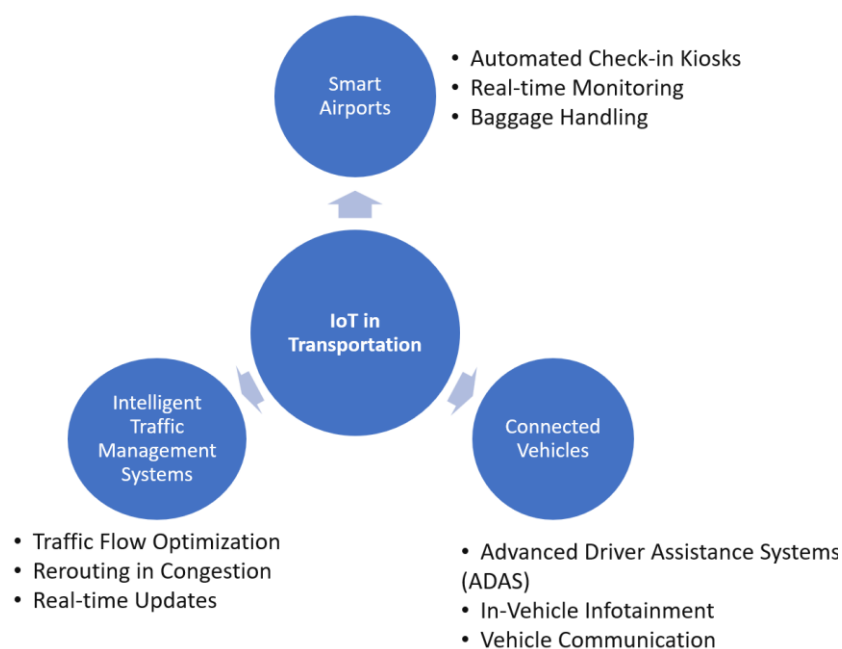 Smart
Airports
• Automated Check-in Kiosks
• Real-time Monitoring
• Baggage Handling
IoT in
Transportation
Intelligent
Traffic
Management
Systems
• Traffic Flow Optimization
• Rerouting in Congestion
• Real-time Updates
Connected
Vehicles
• Advanced Driver Assistance Systems
(ADAS)
• In-Vehicle Infotainment
• Vehicle Communication